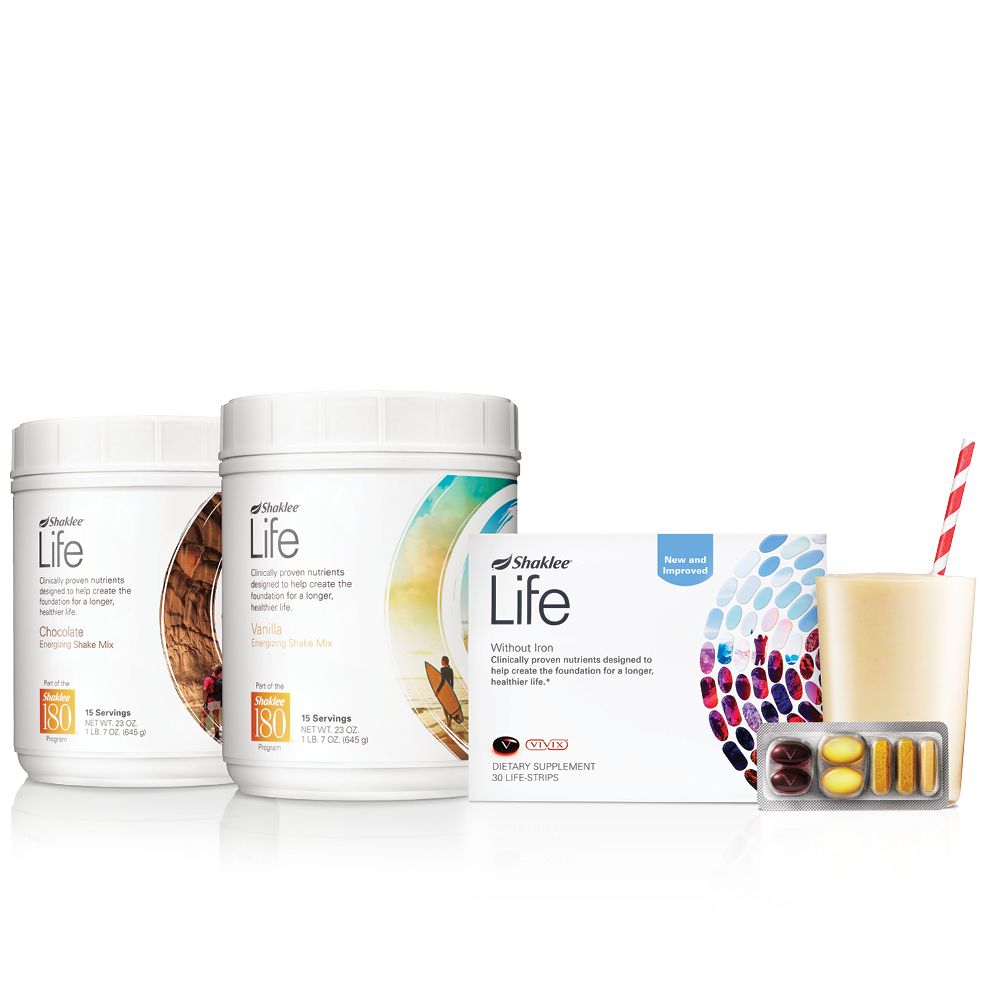 Shaklee
Life
Clinically proven nutrients
designed to help create the
foundation for a longer,
healthier life.
Chocolate
Energizing Shake Mix
Part of the
Shaklee
180
Program
15 Servings
NET WT. 23 OZ.
1 LB. 7 OZ. (645 g)
Shaklee
Life
Clinically proven nutrients
designed to help create the
foundation for a longer,
healthier life.
Vanilla
Energizing Shake Mix
Part of the
Shaklee
180
Program
15 Servings
NET WT. 23 OZ.
1 LB. 7 OZ. (645 g)
Shaklee
Life
New and
Improved
Without Iron
Clinically proven nutrients designed to
help create the foundation for a longer,
healthier life.*
V VIVIX
DIETARY SUPPLEMENT
30 LIFE-STRIPS
V
V